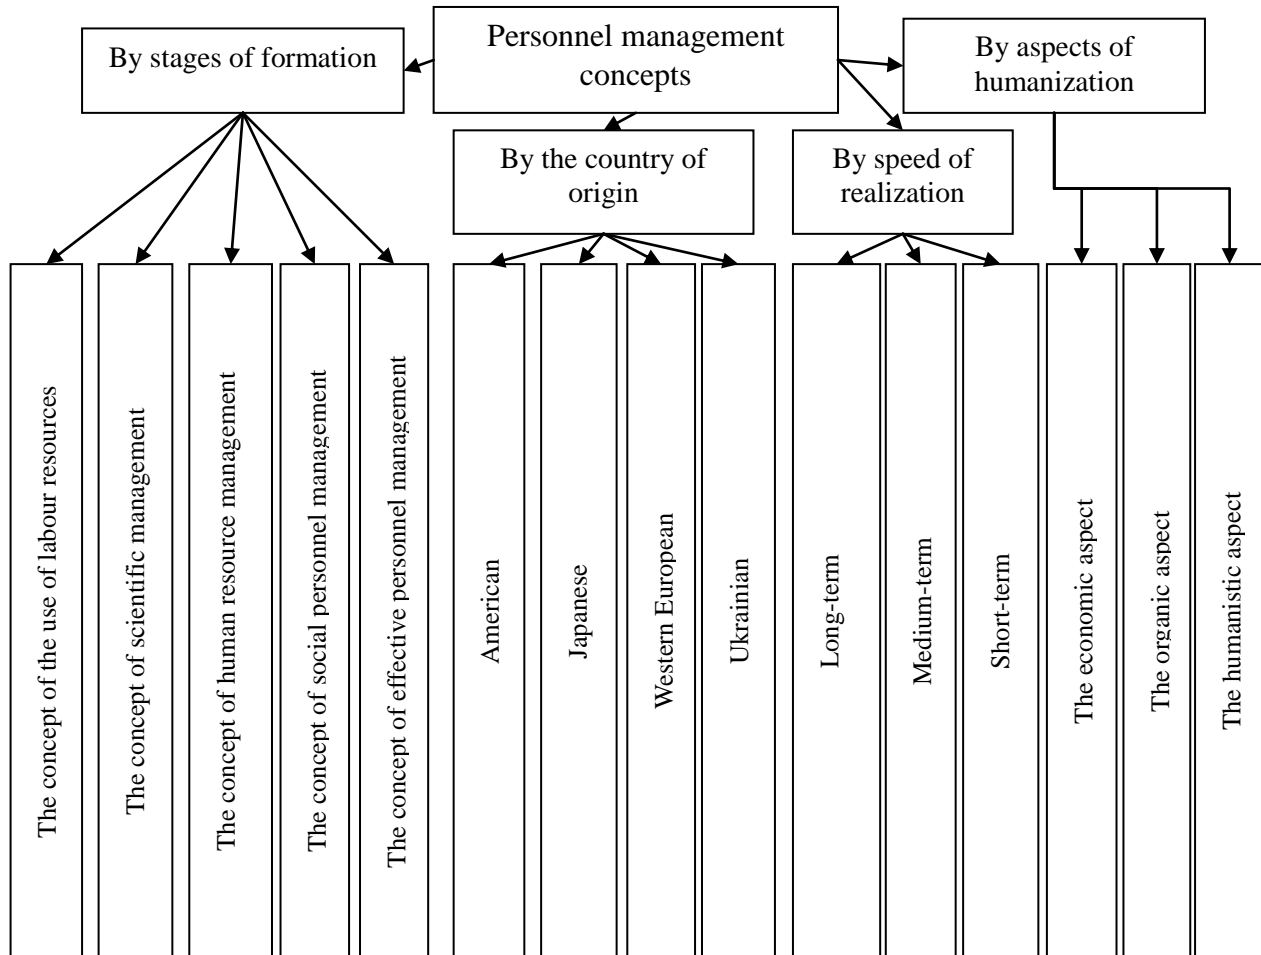 Personnel management
concepts
By stages of formation
By aspects of
humanization
By the country of
origin
By speed of
realization
The concept of the use of labour resources
The concept of scientific management
The concept of human resource management
The concept of social personnel management
The concept of effective personnel management
American
Japanese
Western European
Ukrainian
Long-term
Medium-term
Short-term
The economic aspect
The organic aspect
The humanistic aspect